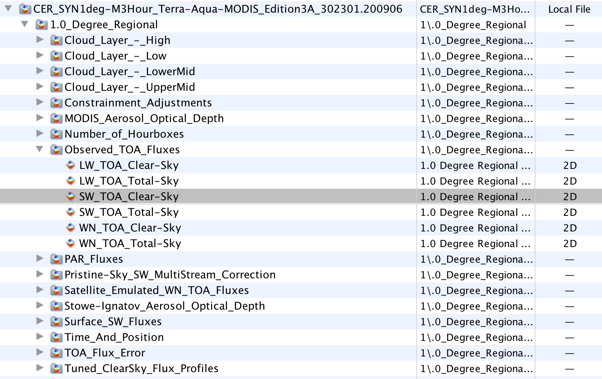 CER_SYN1deg-M3Hour_Terra-Aqua-MODIS_Edition3A_302301.200906 CER_SYN1deg-M3Ho... Local File
1.0_Degree_Regional 1\.0_Degree_Regional —
Cloud_Layer_-_High 1\.0_Degree_Regiona... —
Cloud_Layer_-_Low 1\.0_Degree_Regiona... —
Cloud_Layer_-_LowerMid 1\.0_Degree_Regiona... —
Cloud_Layer_-_UpperMid 1\.0_Degree_Regiona... —
Constrainment_Adjustments 1\.0_Degree_Regiona... —
MODIS_Aerosol_Optical_Depth 1\.0_Degree_Regiona... —
Number_of_Hourboxes 1\.0_Degree_Regiona... —
Observed_TOA_Fluxes 1\.0_Degree_Regiona... —
LW_TOA_Clear-Sky 1.0 Degree Regional ... 2D
LW_TOA_Total-Sky 1.0 Degree Regional ... 2D
SW_TOA_Clear-Sky 1.0 Degree Regional ... 2D
SW_TOA_Total-Sky 1.0 Degree Regional ... 2D
WN_TOA_Clear-Sky 1.0 Degree Regional ... 2D
WN_TOA_Total-Sky 1.0 Degree Regional ... 2D
PAR_Fluxes 1\.0_Degree_Regiona... —
Pristine-Sky_SW_MultiStream_Correction 1\.0_Degree_Regiona... —
Satellite_Emulated_WN_TOA_Fluxes 1\.0_Degree_Regiona... —
Stowe-Ignatov_Aerosol_Optical_Depth 1\.0_Degree_Regiona... —
Surface_SW_Fluxes 1\.0_Degree_Regiona... —
Time_And_Position 1\.0_Degree_Regiona... —
TOA_Flux_Error 1\.0_Degree_Regiona... —
Tuned_ClearSky_Flux_Profiles 1\.0_Degree_Regiona... —